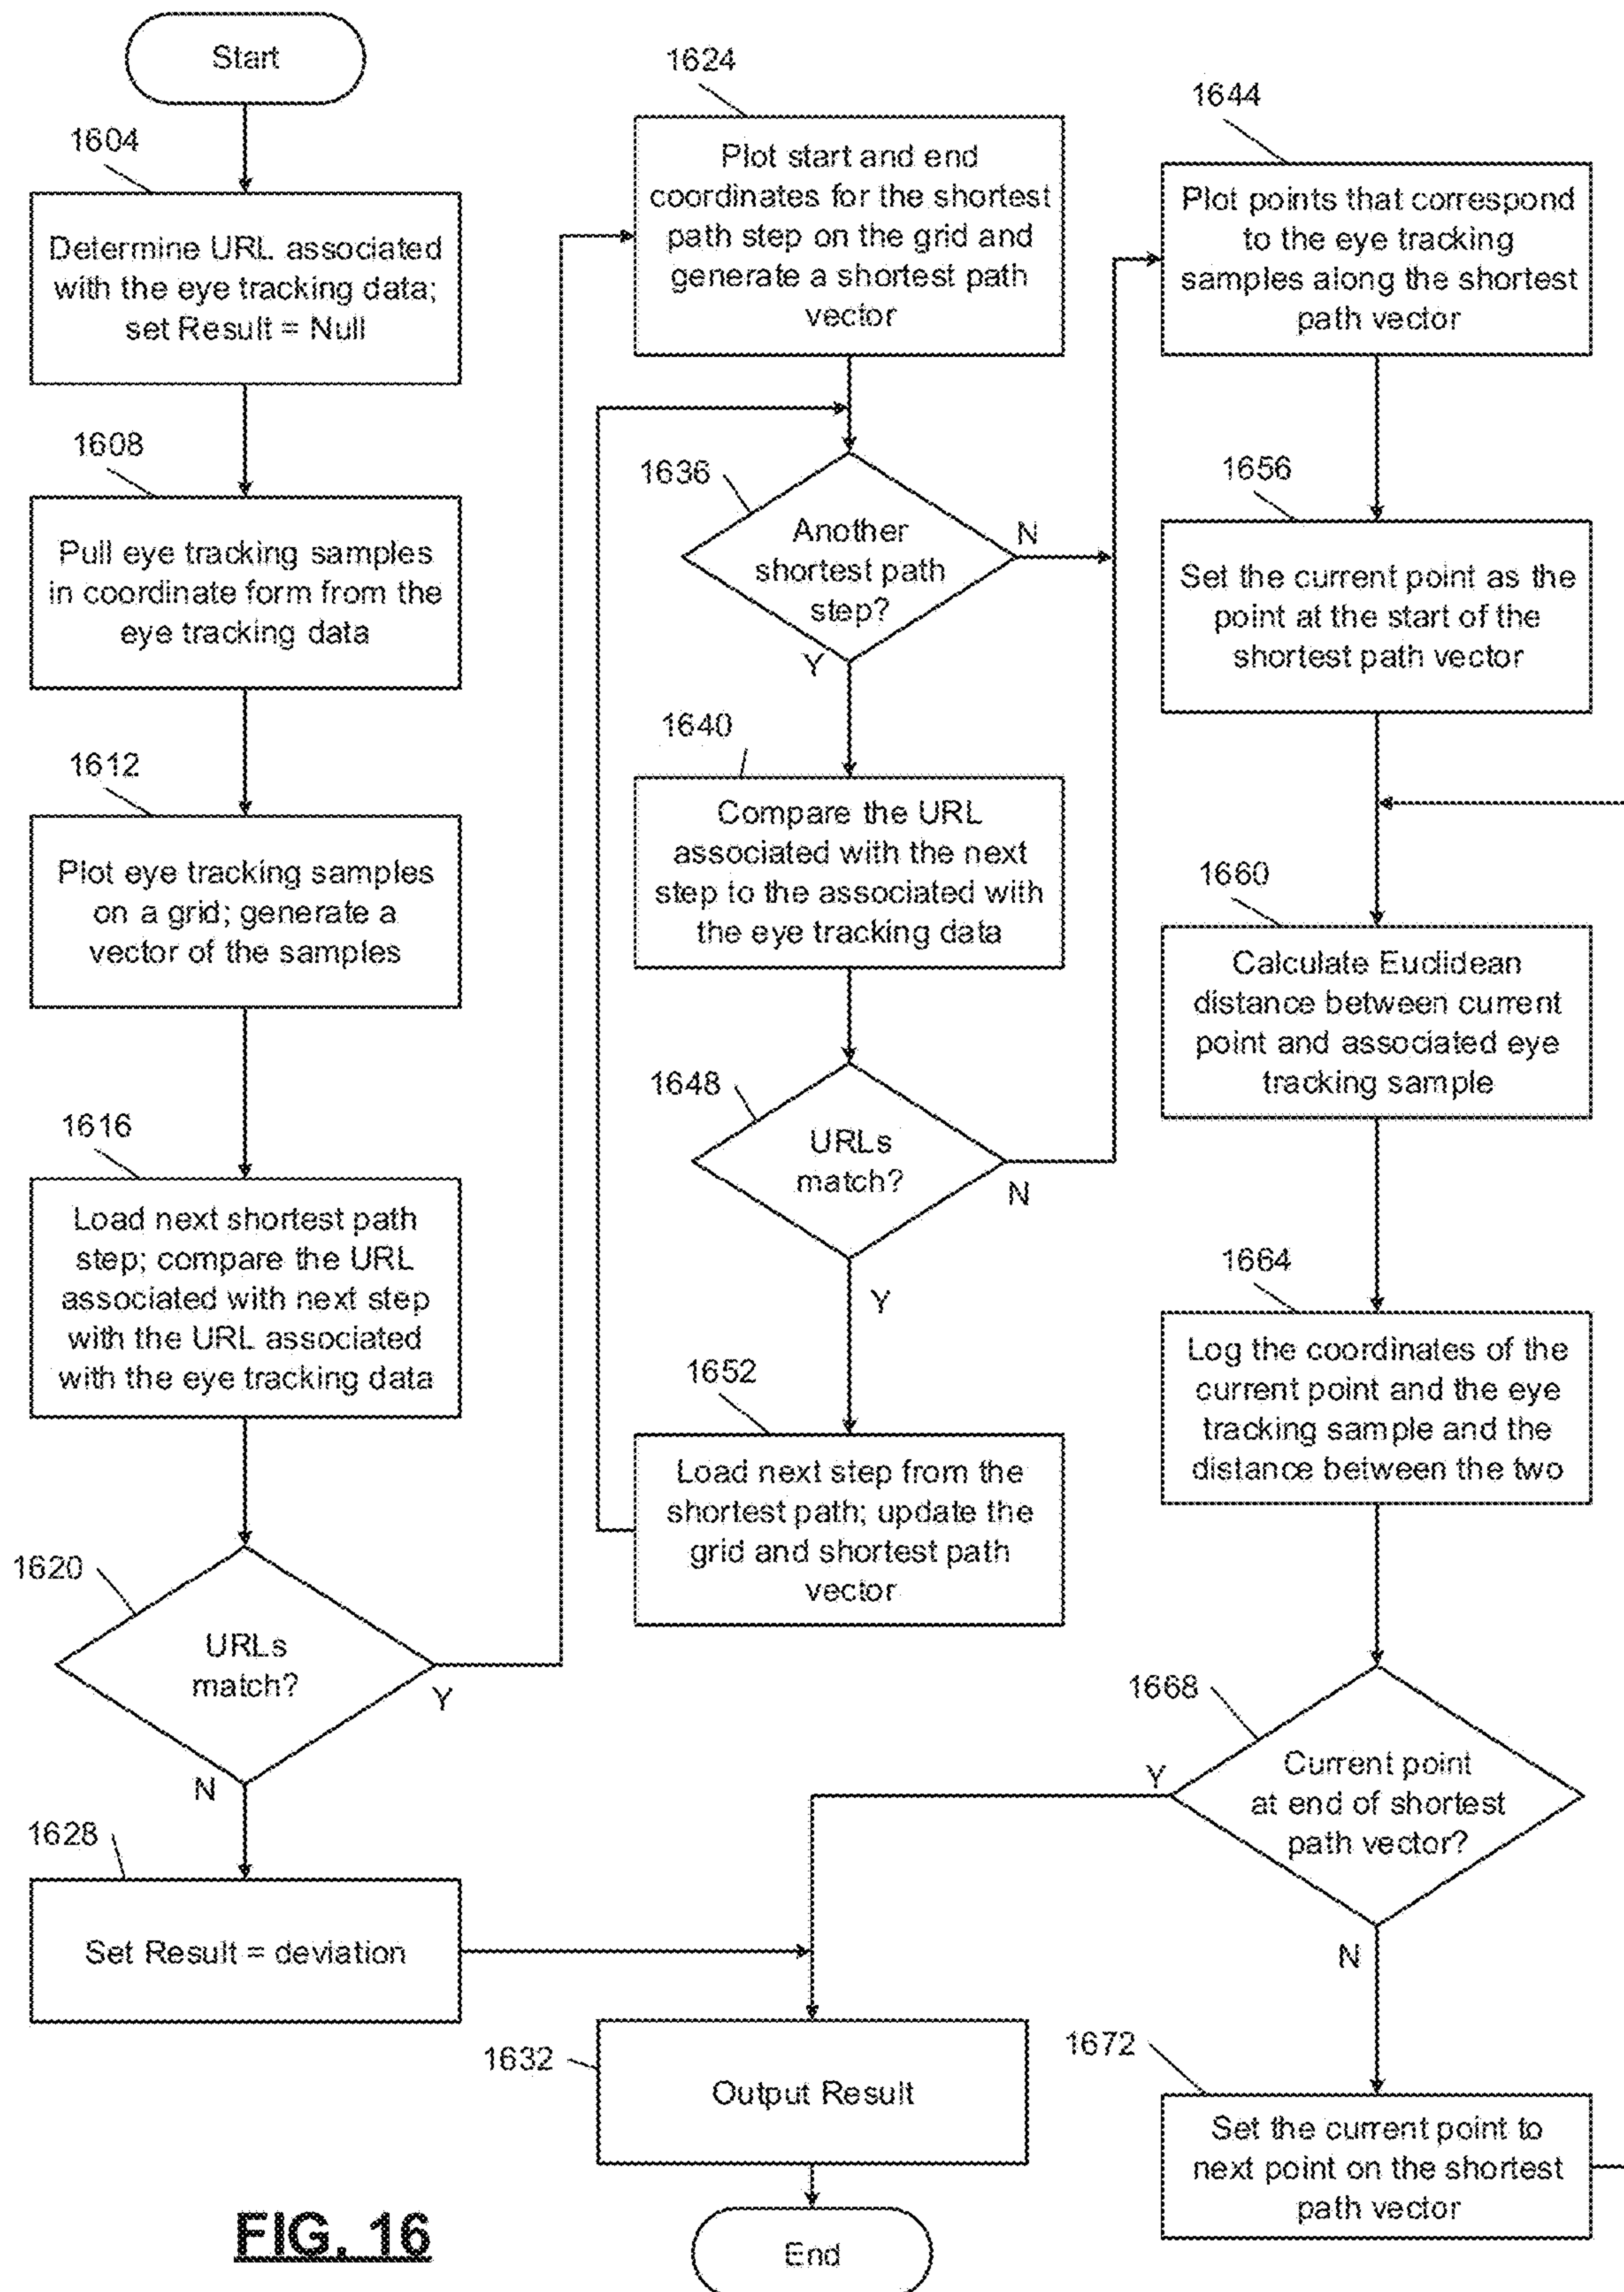 Start
1604
Determine URL associated
with the eye tracking data;
set Result = Null
1608
Pull eye tracking samples
in coordinate form from the
eye tracking data
1612
Plot eye tracking samples
on a grid; generate a
vector of the samples
1616
Load next shortest path
step; compare the URL
associated with next step
with the URL associated
with the eye tracking data
1620
URLs
match?
Y
N
1628
Set Result = deviation
1624
Plot start and end
coordinates for the shortest
path step on the grid and
generate a shortest path
vector
1636
Another
shortest path
step?
N
Y
1640
Compare the URL
associated with the next
step to the associated with
the eye tracking data
1648
URLs
match?
N
Y
1652
Load next step from the
shortest path; update the
grid and shortest path
vector
1644
Plot points that correspond
to the eye tracking
samples along the shortest
path vector
1656
Set the current point as the
point at the start of the
shortest path vector
1660
Calculate Euclidean
distance between current
point and associated eye
tracking sample
1664
Log the coordinates of the
current point and the eye
tracking sample and the
distance between the two
1668
Current point
at end of shortest
path vector?
Y
N
1672
Set the current point to
next point on the shortest
path vector
1632
Output Result
End
FIG. 16